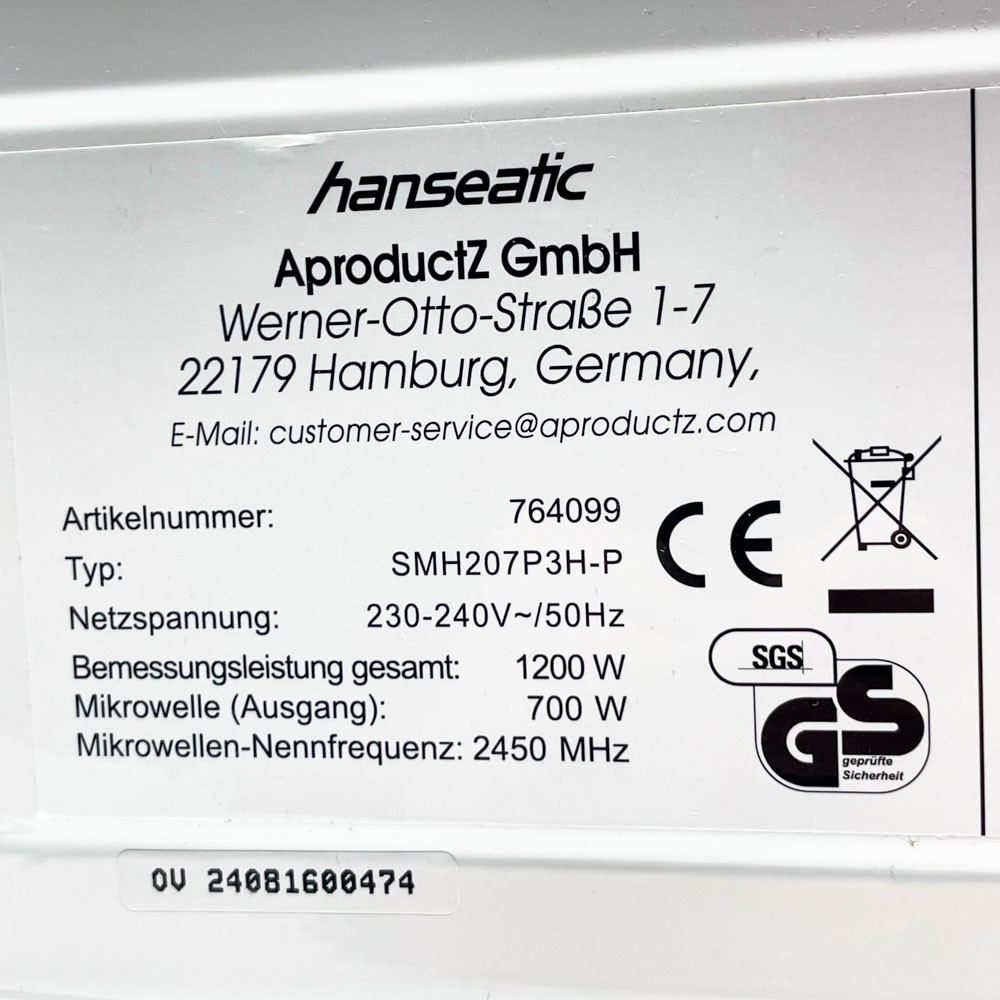 hanseatic
AproductZ GmbH
Werner-Otto-Straße 1-7
22179 Hamburg, Germany,
E-Mail: customer-service@aproductz.com
Artikelnummer: 764099
Typ: SMH207P3H-P
Netzspannung: 230-240V~/50Hz
Bemessungsleistung gesamt: 1200 W
Mikrowelle (Ausgang): 700 W
Mikrowellen-Nennfrequenz: 2450 MHz
CE
SGS
GS
geprüfte
Sicherheit
OV 24081600474